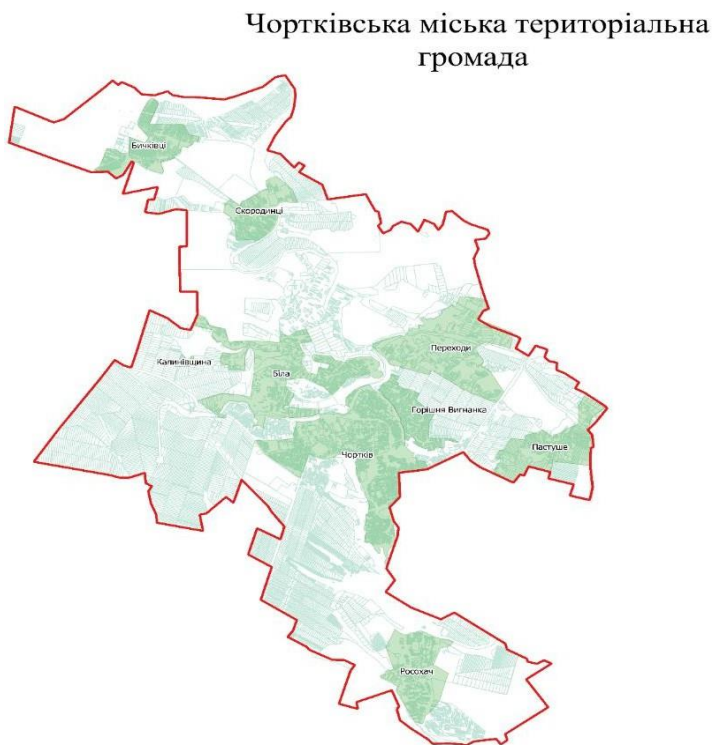 Чортківська міська територіальна
громада
Бичківці
Скородинці
Переходи
Калинівщина
Біла
Горішня Вигнанка
Пастуше
Чортків
Росохач